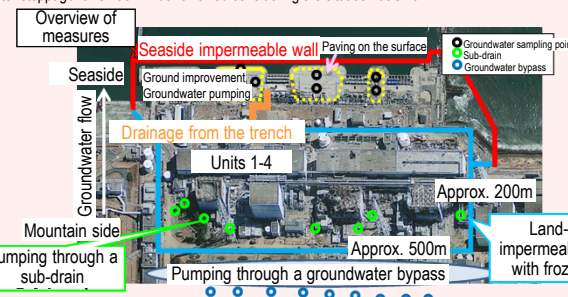 Overview of
measures
Seaside impermeable wall
Paving on the surface
Groundwater sampling poin
Sub-drain
Groundwater bypass
Seaside
Ground improvement
Groundwater pumping
Drainage from the trench
Groundwater flow
Units 1-4
Approx. 200m
Mountain side
Approx. 500m
Land-
impermeal
with froz
umping through a
sub-drain
Pumping through a groundwater bypass